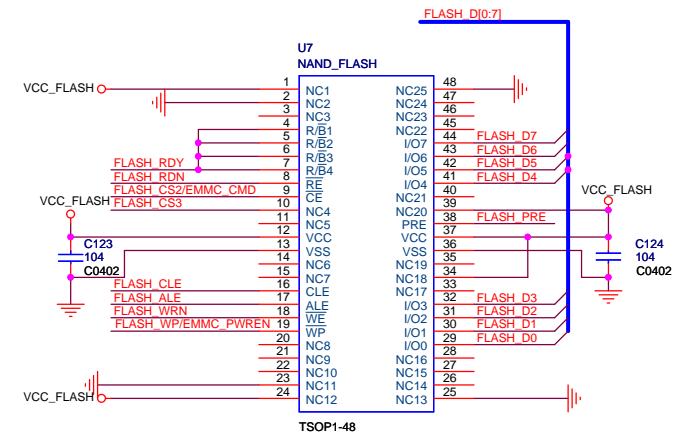 FLASH_D[0:7]
U7
NAND_FLASH
VCC_FLASH 1 NC1 NC25 48
2 NC2 NC24 47
3 NC3 NC23 46
4 R/B1 NC22 45
5 R/B2 I/O7 44 FLASH_D7
6 R/B3 I/O6 43 FLASH_D6
FLASH_RDY 7 R/B4 I/O5 42 FLASH_D5
FLASH_RDN 8 RE I/O4 41 FLASH_D4
FLASH_CS2/EMMC_CMD 9 CE NC21 40
VCC_FLASH FLASH_CS3 10 NC4 NC20 39 VCC_FLASH
11 NC5 PRE 38 FLASH_PRE
12 VCC VCC 37
C123 13 VSS VSS 36 C124
104 14 NC6 NC19 35 104
C0402 15 NC7 NC18 34 C0402
FLASH_CLE 16 CLE NC17 33
FLASH_ALE 17 ALE I/O3 32 FLASH_D3
FLASH_WRN 18 WE I/O2 31 FLASH_D2
FLASH_WP/EMMC_PWREN 19 WP I/O1 30 FLASH_D1
20 NC8 I/O0 29 FLASH_D0
21 NC9 NC16 28
22 NC10 NC15 27
23 NC11 NC14 26
VCC_FLASH 24 NC12 NC13 25
TSOP1-48